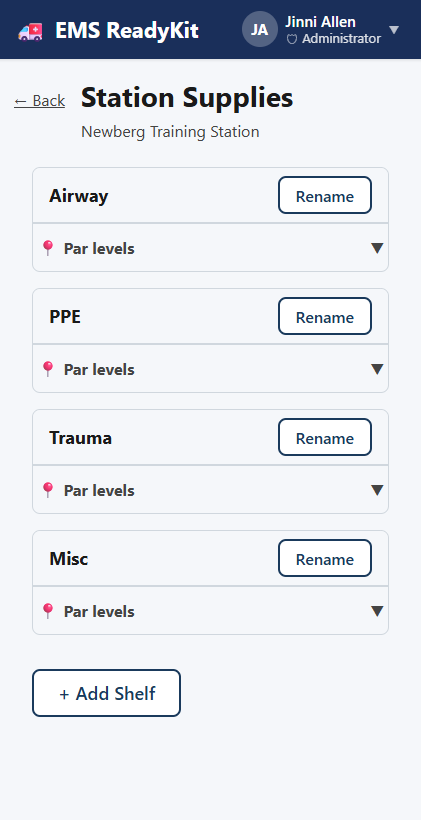 EMS ReadyKit
JA
Jinni Allen
Administrator
← Back
Station Supplies
Newberg Training Station
Airway
Rename
Par levels
PPE
Rename
Par levels
Trauma
Rename
Par levels
Misc
Rename
Par levels
+ Add Shelf